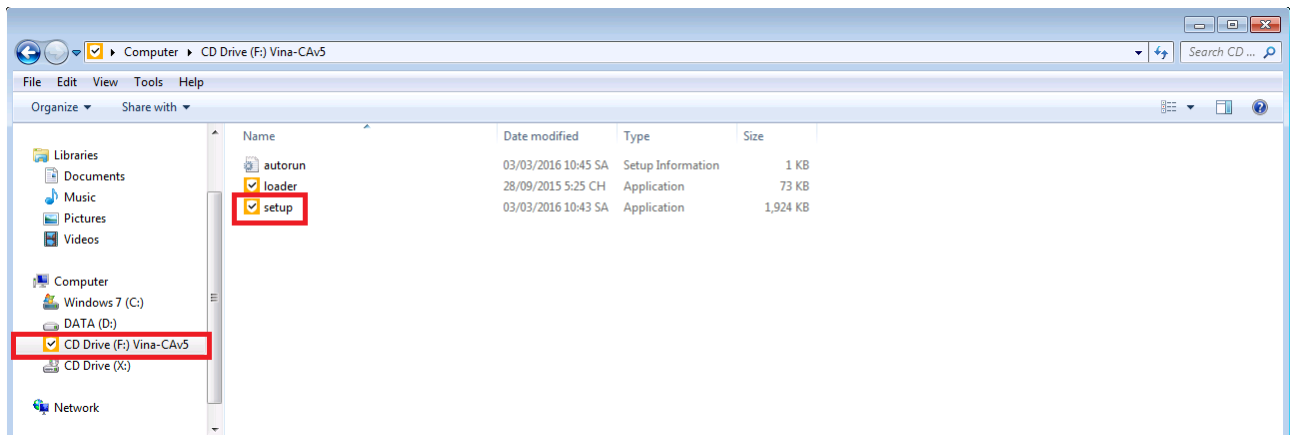 Computer ▸ CD Drive (F:) Vina-CAv5
Search CD ...
File Edit View Tools Help
Organize Share with
Name Date modified Type Size
Libraries
Documents
Music
Pictures
Videos
Computer
Windows 7 (C:)
DATA (D:)
CD Drive (F:) Vina-CAv5
CD Drive (X:)
Network
autorun 03/03/2016 10:45 SA Setup Information 1 KB
loader 28/09/2015 5:25 CH Application 73 KB
setup 03/03/2016 10:43 SA Application 1,924 KB